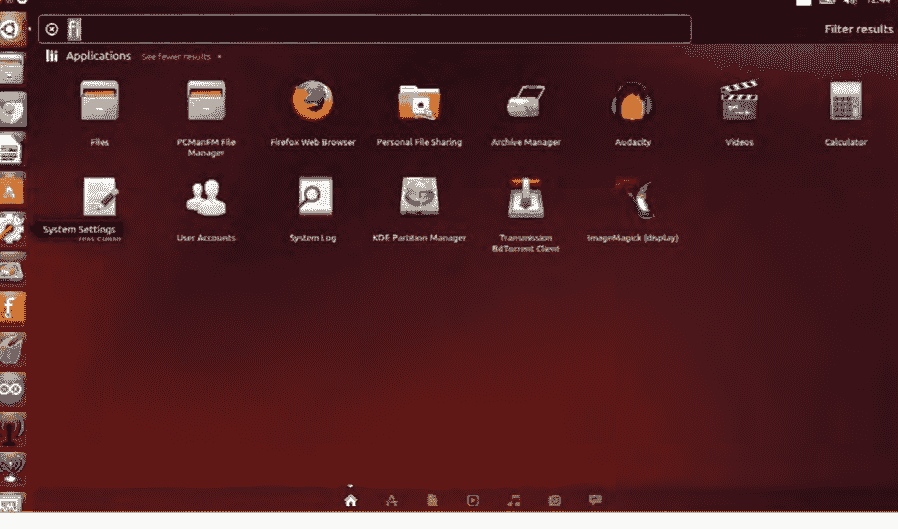 fi
Filter results
Applications See fewer results
Files
PCManFM File
Manager
Firefox Web Browser
Personal File Sharing
Archive Manager
Audacity
Videos
Calculator
System Settings
User Accounts
System Log
KDE Partition Manager
Transmission
BitTorrent Client
ImageMagick (display)